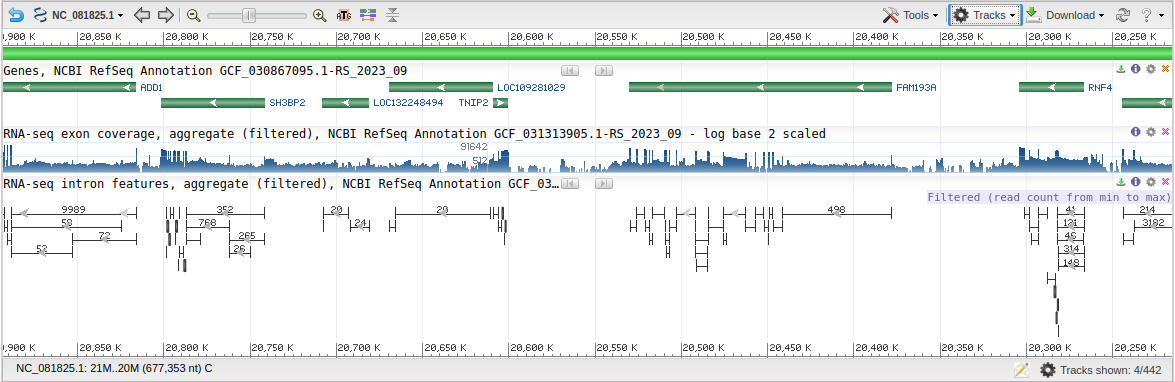 NC_081825.1 Tools Tracks Download ?
,900 K 20,850 K 20,800 K 20,750 K 20,700 K 20,650 K 20,600 K 20,550 K 20,500 K 20,450 K 20,400 K 20,350 K 20,300 K 20,250 K
Genes, NCBI RefSeq Annotation GCF_030867095.1-RS_2023_09
ADD1 LOC109281029 FAM193A RNF4
SH3BP2 LOC132248494 TNIP2
RNA-seq exon coverage, aggregate (filtered), NCBI RefSeq Annotation GCF_031313905.1-RS_2023_09 - log base 2 scaled
91642
512
RNA-seq intron features, aggregate (filtered), NCBI RefSeq Annotation GCF_03...
Filtered (read count from min to max)
9989 352 20 20 498 41 214
58 768 24 121 3182
72 265 46
52 26 314
148
,900 K 20,850 K 20,800 K 20,750 K 20,700 K 20,650 K 20,600 K 20,550 K 20,500 K 20,450 K 20,400 K 20,350 K 20,300 K 20,250 K
NC_081825.1: 21M..20M (677,353 nt) C Tracks shown: 4/442